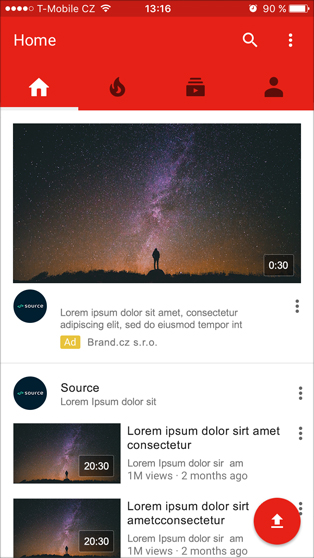 T-Mobile CZ 13:16 90 %
Home
0:30
source
Lorem ipsum dolor sit amet, consectetur
adipiscing elit, sed do eiusmod tempor int
Ad Brand.cz s.r.o.
source
Source
Lorem Ipsum dolor sit
20:30
Lorem ipsum dolor sirt amet
consectetur
Lorem Ipsum dolor sir am
1M views · 2 months ago
20:30
Lorem ipsum dolor sirt
ametcconsectetur
Lorem Ipsum dolor sir am
1M views · 2 months ago